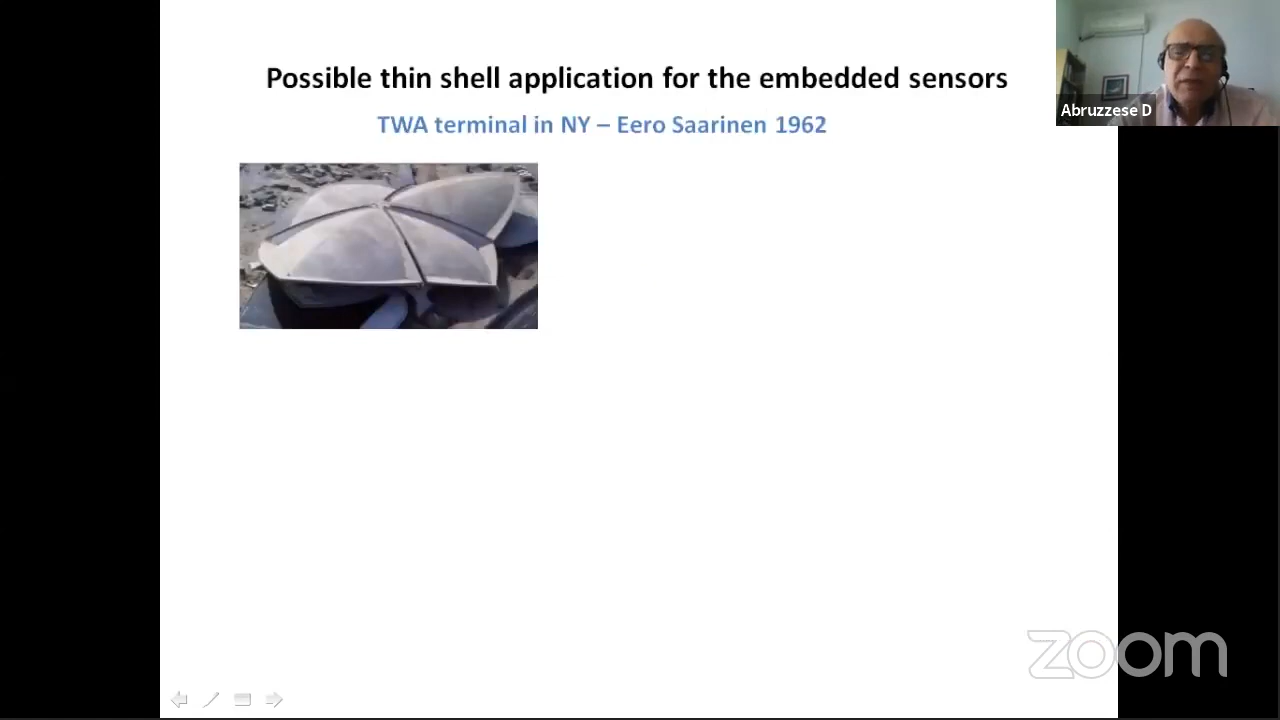 Possible thin shell application for the embedded sensors
TWA terminal in NY – Eero Saarinen 1962
Abruzzese D
zoom